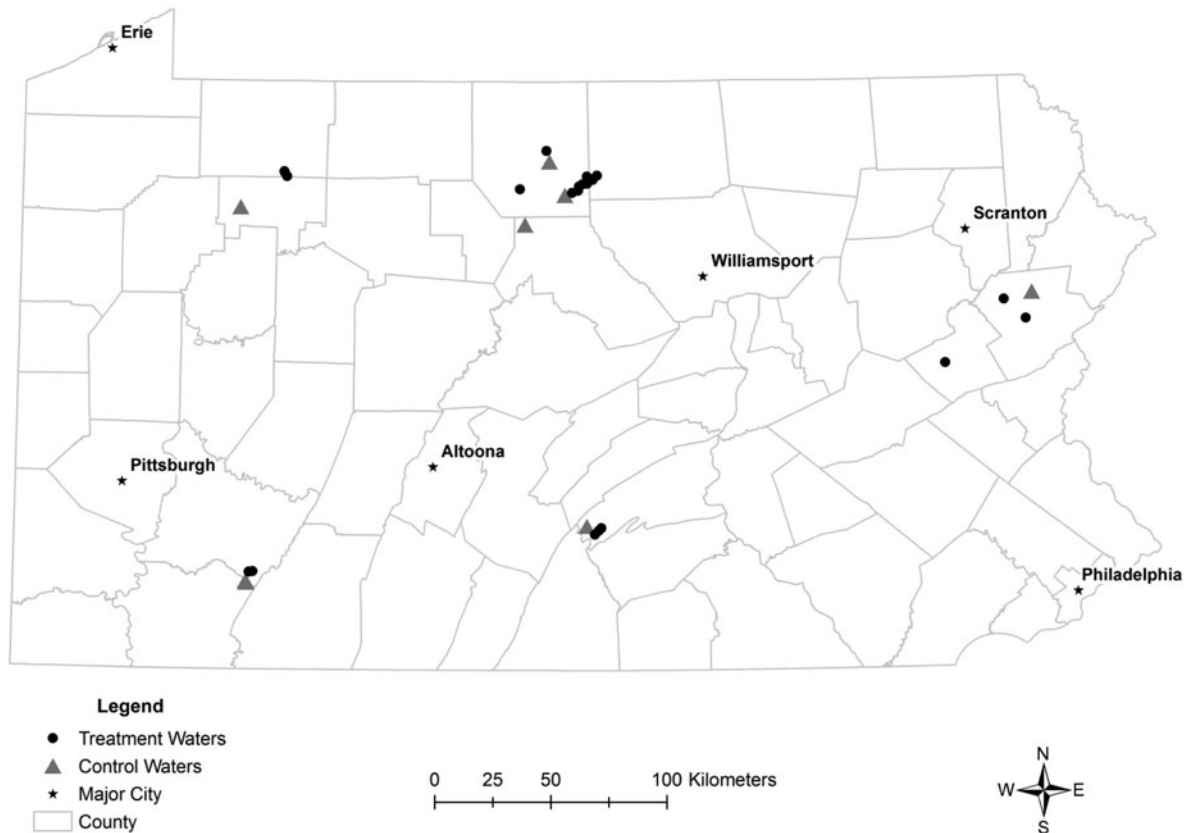 Erie
Scranton
Williamsport
Altoona
Pittsburgh
Philadelphia
Legend
Treatment Waters
Control Waters
Major City
County
0 25 50 100 Kilometers
N
W E
S